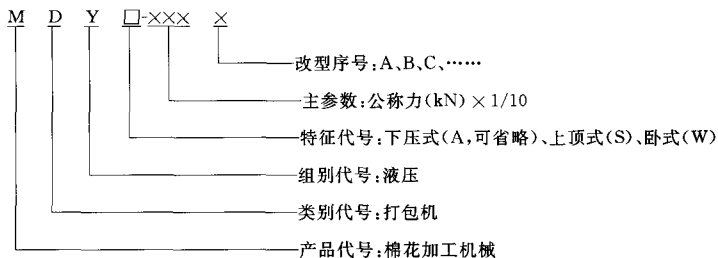 M D Y □-××× ×
改型序号:A、B、C、……
主参数:公称力(kN)×1/10
特征代号:下压式(A,可省略)、上顶式(S)、卧式(W)
组别代号:液压
类别代号:打包机
产品代号:棉花加工机械